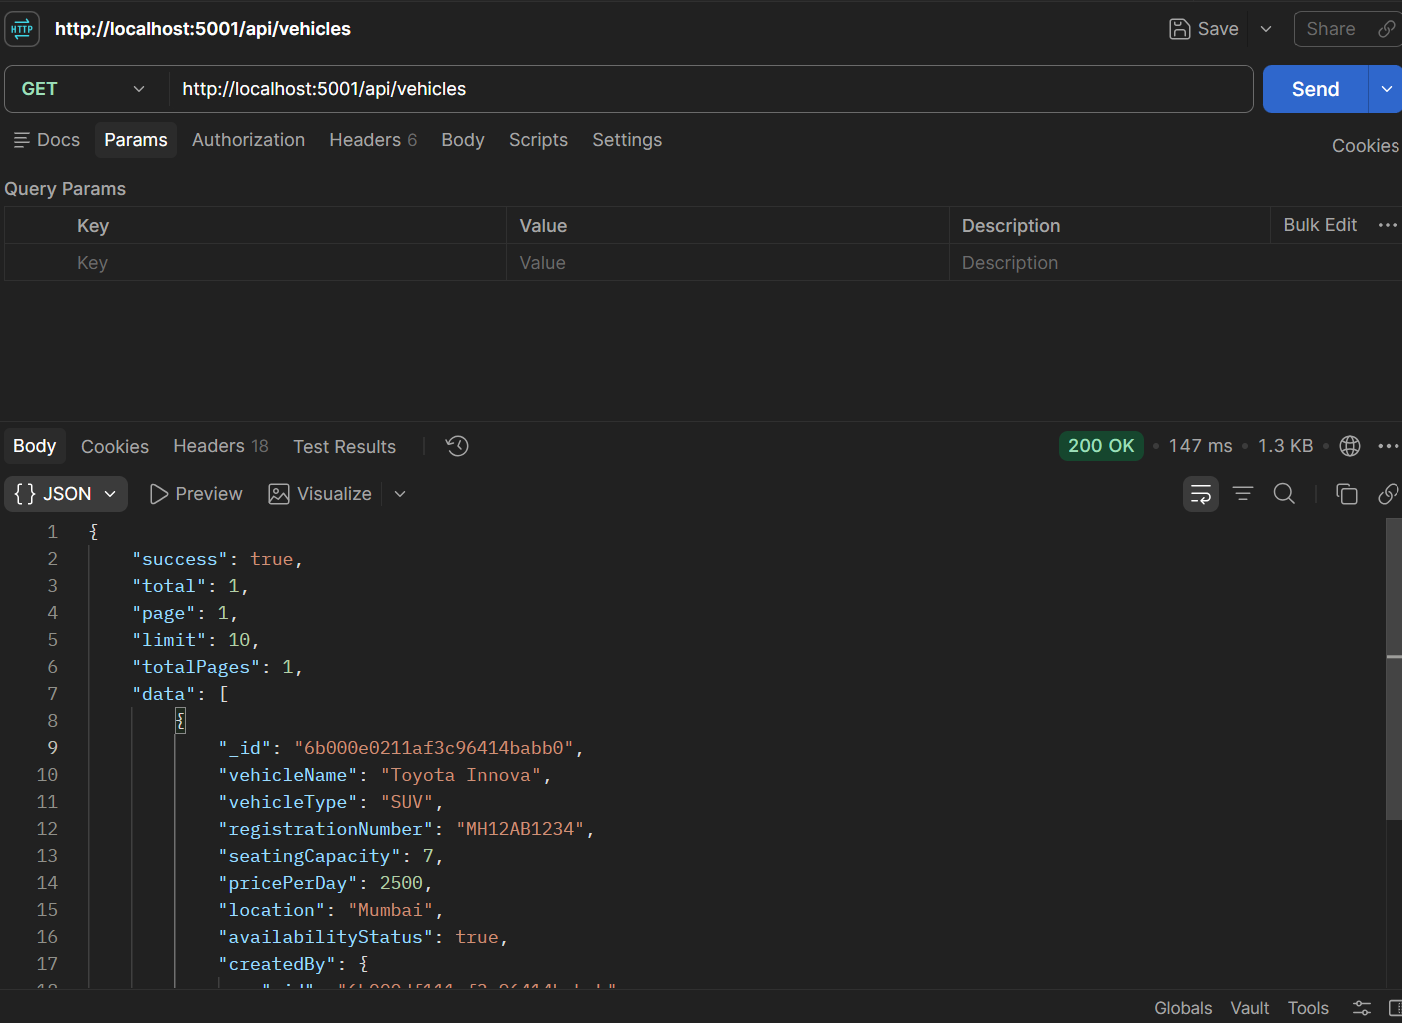 HTTP http://localhost:5001/api/vehicles Save Share
GET http://localhost:5001/api/vehicles Send
Docs Params Authorization Headers 6 Body Scripts Settings Cookies
Query Params
Key Value Description Bulk Edit
Key Value Description
Body Cookies Headers 18 Test Results 200 OK • 147 ms • 1.3 KB •
{} JSON Preview Visualize
1 {
2 "success": true,
3 "total": 1,
4 "page": 1,
5 "limit": 10,
6 "totalPages": 1,
7 "data": [
8 {
9 "_id": "6b000e0211af3c96414babb0",
10 "vehicleName": "Toyota Innova",
11 "vehicleType": "SUV",
12 "registrationNumber": "MH12AB1234",
13 "seatingCapacity": 7,
14 "pricePerDay": 2500,
15 "location": "Mumbai",
16 "availabilityStatus": true,
17 "createdBy": {
Globals Vault Tools